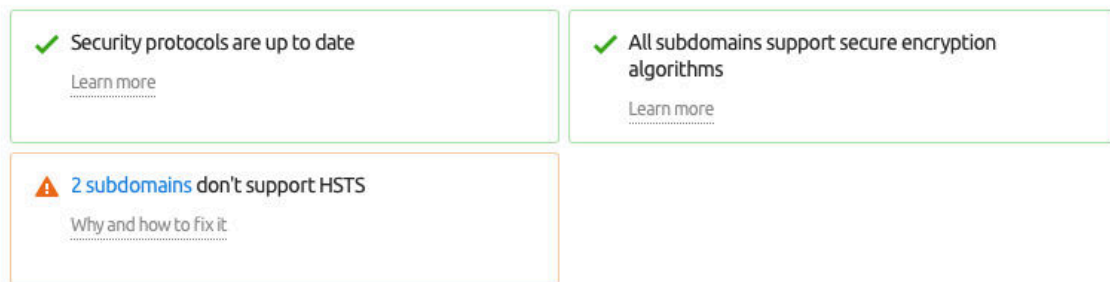 Security protocols are up to date
Learn more
All subdomains support secure encryption
algorithms
Learn more
2 subdomains don't support HSTS
Why and how to fix it